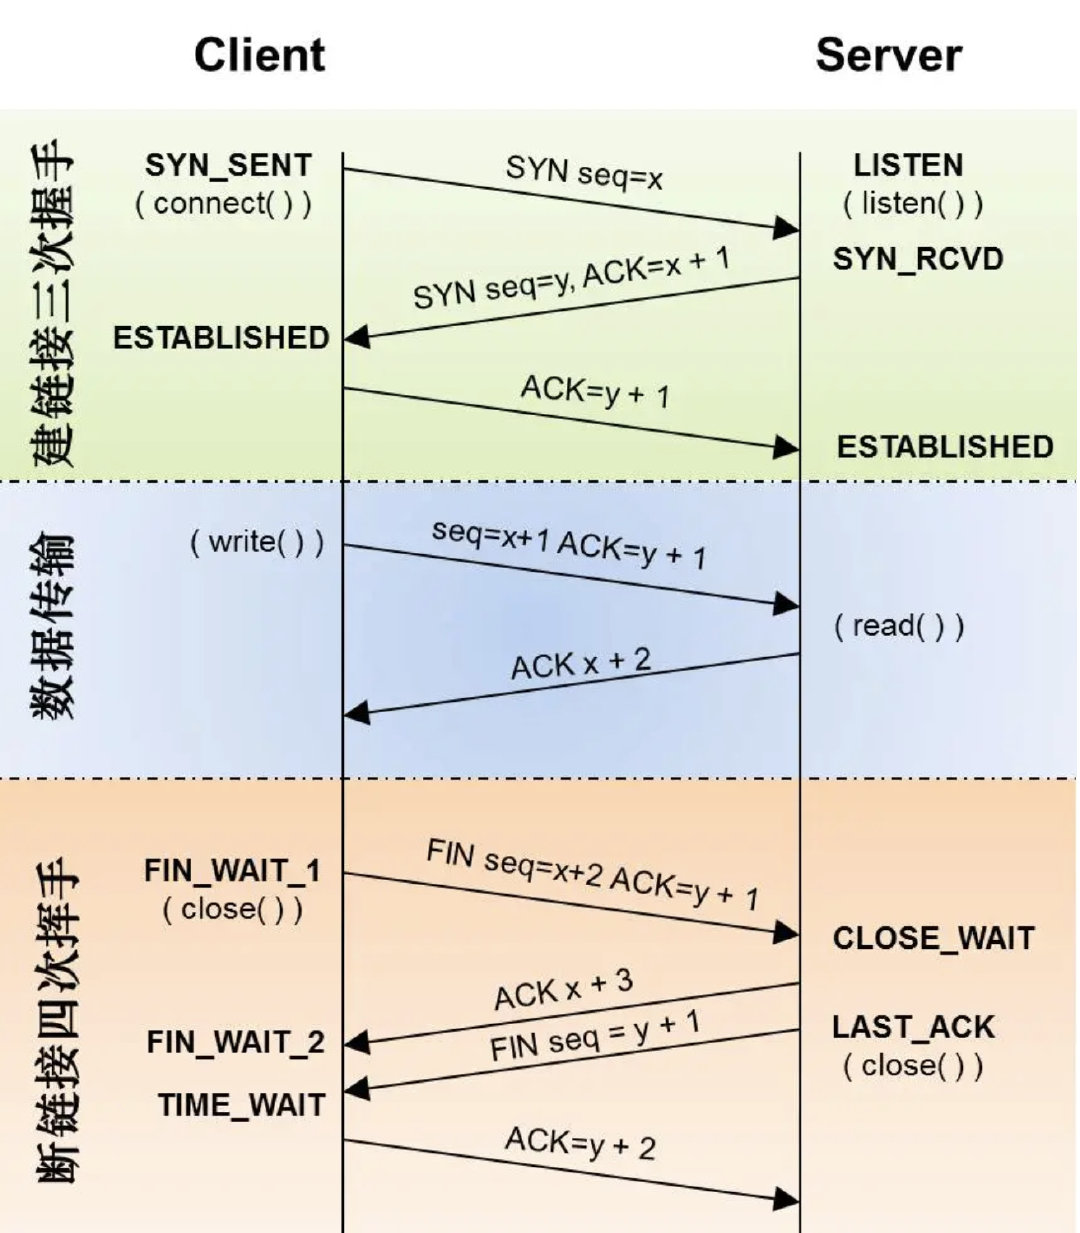 Client
Server
建链接三次握手
SYN_SENT
( connect( ) )
SYN seq=x
LISTEN
( listen( ) )
SYN_RCVD
SYN seq=y, ACK=x + 1
ESTABLISHED
ACK=y + 1
ESTABLISHED
数据传输
( write( ) )
seq=x+1 ACK=y + 1
( read( ) )
ACK x + 2
断链接四次挥手
FIN_WAIT_1
( close( ) )
FIN seq=x+2 ACK=y + 1
CLOSE_WAIT
ACK x + 3
FIN_WAIT_2
FIN seq = y + 1
LAST_ACK
( close( ) )
TIME_WAIT
ACK=y + 2